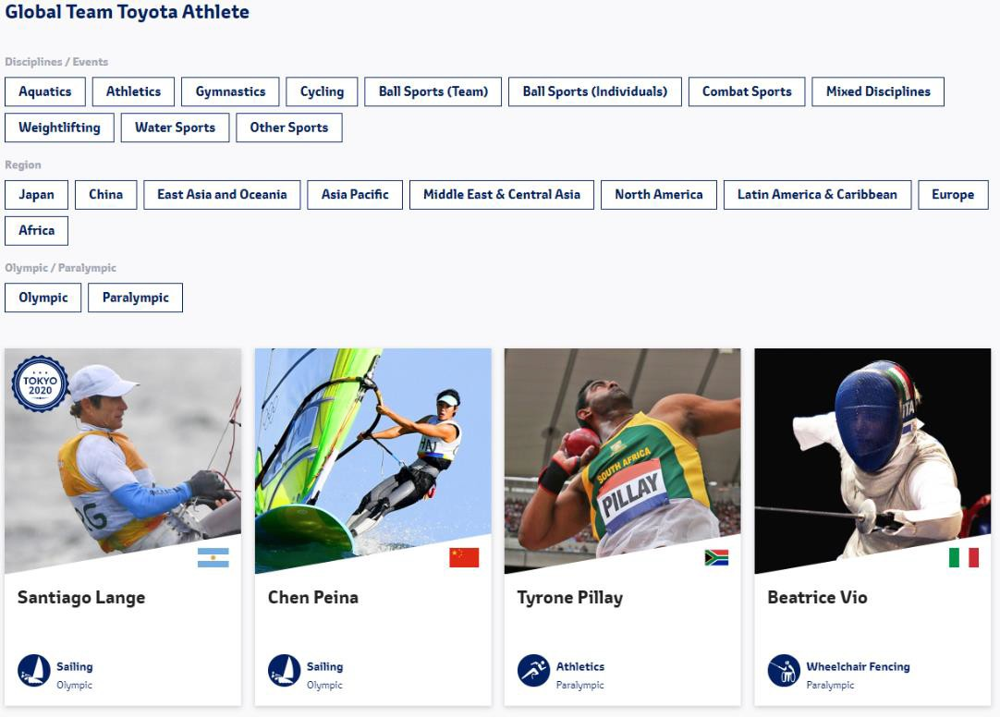 Global Team Toyota Athlete
Disciplines / Events
Aquatics Athletics Gymnastics Cycling Ball Sports (Team) Ball Sports (Individuals) Combat Sports Mixed Disciplines
Weightlifting Water Sports Other Sports
Region
Japan China East Asia and Oceania Asia Pacific Middle East & Central Asia North America Latin America & Caribbean Europe
Africa
Olympic / Paralympic
Olympic Paralympic
TOKYO
2020
SOUTH AFRICA
PILLAY
ITA
Santiago Lange
Sailing
Olympic
Chen Peina
Sailing
Olympic
Tyrone Pillay
Athletics
Paralympic
Beatrice Vio
Wheelchair Fencing
Paralympic